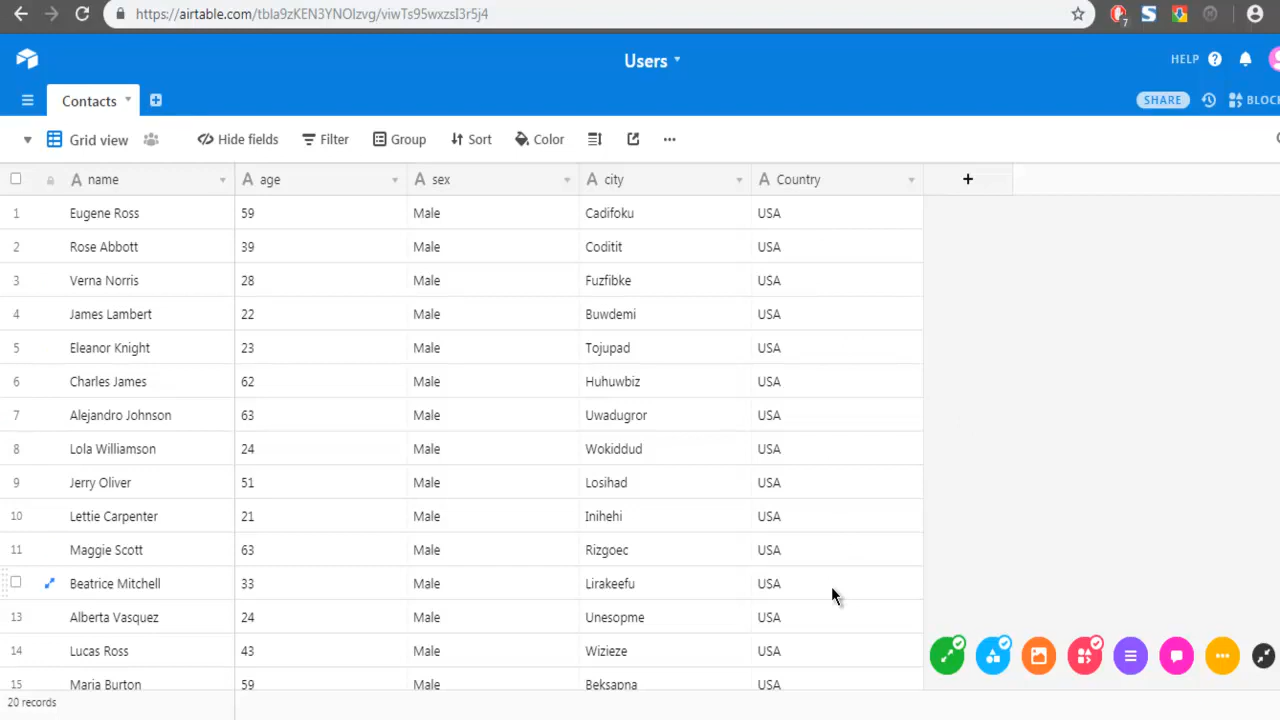 https://airtable.com/tbla9zKEN3YNOlzvg/viwTs95wxzsI3r5j4
7
Users
HELP
Contacts
SHARE
BLOC
Grid view Hide fields Filter Group Sort Color
name age sex city Country
1 Eugene Ross 59 Male Cadifoku USA
2 Rose Abbott 39 Male Coditit USA
3 Verna Norris 28 Male Fuzfibke USA
4 James Lambert 22 Male Buwdemi USA
5 Eleanor Knight 23 Male Tojupad USA
6 Charles James 62 Male Huhuwbiz USA
7 Alejandro Johnson 63 Male Uwadugror USA
8 Lola Williamson 24 Male Wokiddud USA
9 Jerry Oliver 51 Male Losihad USA
10 Lettie Carpenter 21 Male Inihehi USA
11 Maggie Scott 63 Male Rizgoec USA
Beatrice Mitchell 33 Male Lirakeefu USA
13 Alberta Vasquez 24 Male Unesopme USA
14 Lucas Ross 43 Male Wizieze USA
15 Maria Burton 59 Male Beksapna USA
20 records